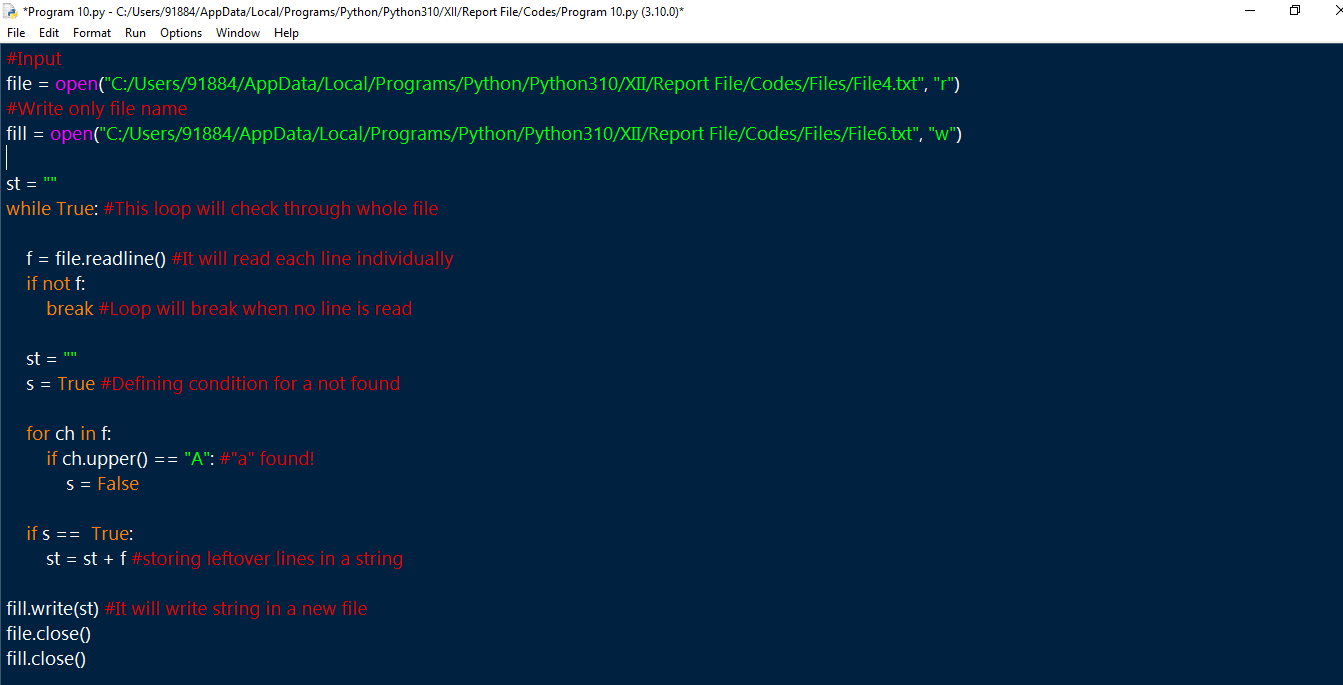 *Program 10.py - C:/Users/91884/AppData/Local/Programs/Python/Python310/XII/Report File/Codes/Program 10.py (3.10.0)*
File Edit Format Run Options Window Help
#Input
file = open("C:/Users/91884/AppData/Local/Programs/Python/Python310/XII/Report File/Codes/Files/File4.txt", "r")
#Write only file name
fill = open("C:/Users/91884/AppData/Local/Programs/Python/Python310/XII/Report File/Codes/Files/File6.txt", "w")
st = ""
while True: #This loop will check through whole file
f = file.readline() #It will read each line individually
if not f:
break #Loop will break when no line is read
st = ""
s = True #Defining condition for a not found
for ch in f:
if ch.upper() == "A": #"a" found!
s = False
if s ==  True:
st = st + f #storing leftover lines in a string
fill.write(st) #It will write string in a new file
file.close()
fill.close()